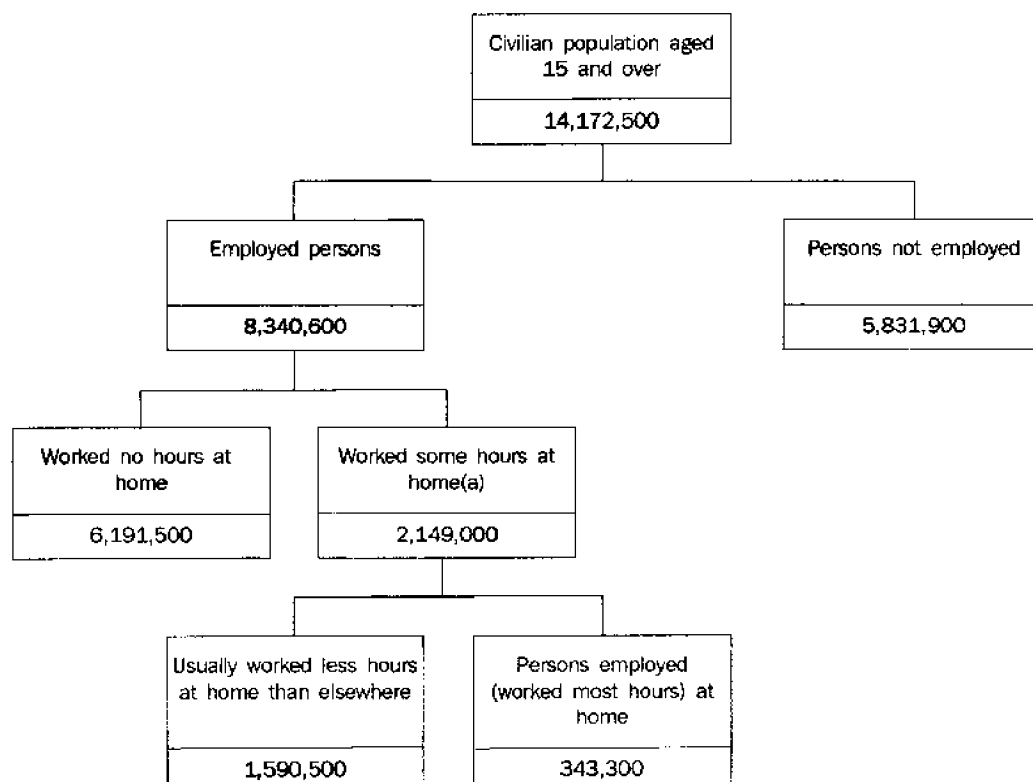 Civilian population aged
15 and over
14,172,500
Employed persons
8,340,600
Persons not employed
5,831,900
Worked no hours at
home
6,191,500
Worked some hours at
home(a)
2,149,000
Usually worked less hours
at home than elsewhere
1,590,500
Persons employed
(worked most hours) at
home
343,300